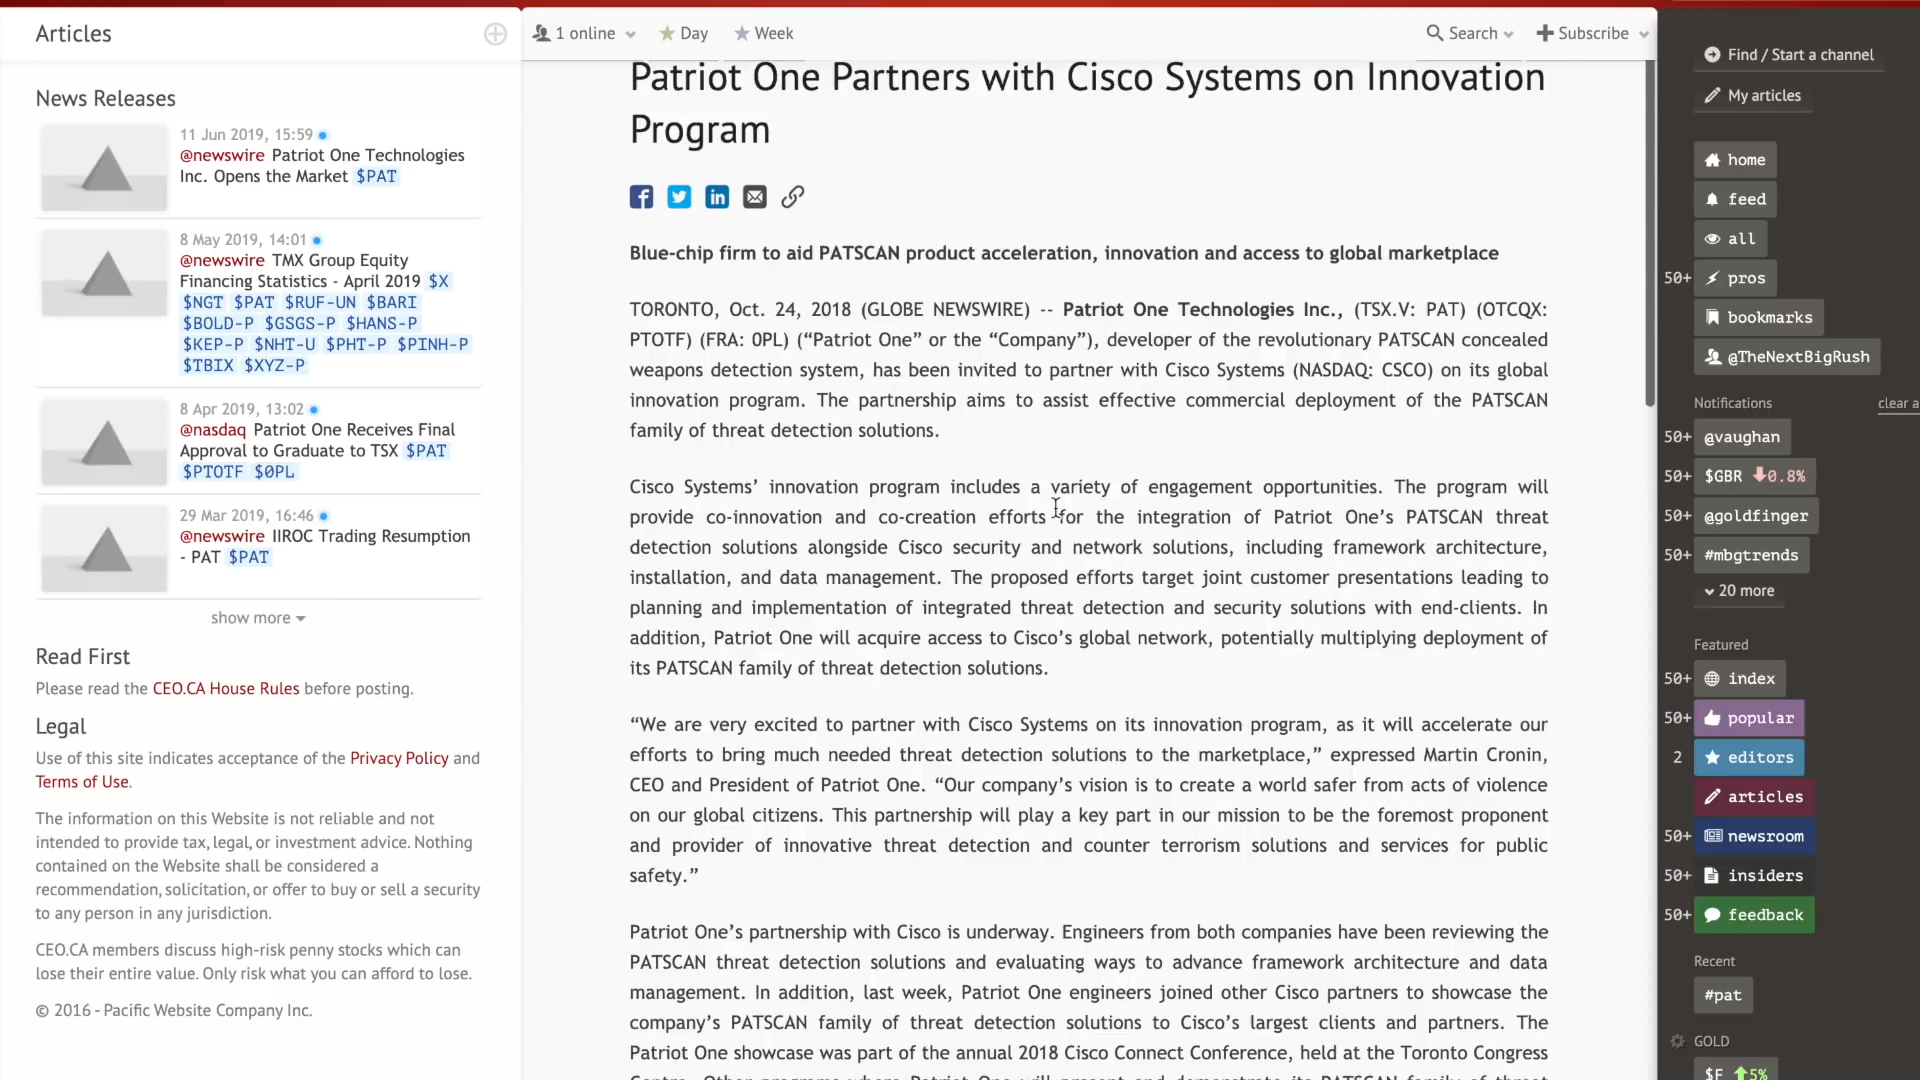 Articles
News Releases
11 Jun 2019, 15:59
@newswire Patriot One Technologies
Inc. Opens the Market $PAT
8 May 2019, 14:01
@newswire TMX Group Equity
Financing Statistics - April 2019 $X
$NGT $PAT $RUF-UN $BARI
$BOLD-P $GSGS-P $HANS-P
$KEP-P $NHT-U $PHT-P $PINH-P
$TBIX $XYZ-P
8 Apr 2019, 13:02
@nasdaq Patriot One Receives Final
Approval to Graduate to TSX $PAT
$PTOTF $0PL
29 Mar 2019, 16:46
@newswire IIROC Trading Resumption
- PAT $PAT
show more
Read First
Please read the CEO.CA House Rules before posting.
Legal
Use of this site indicates acceptance of the Privacy Policy and
Terms of Use.
The information on this Website is not reliable and not
intended to provide tax, legal, or investment advice. Nothing
contained on the Website shall be considered a
recommendation, solicitation, or offer to buy or sell a security
to any person in any jurisdiction.
CEO.CA members discuss high-risk penny stocks which can
lose their entire value. Only risk what you can afford to lose.
© 2016 - Pacific Website Company Inc.
1 online Day Week Search Subscribe
Patriot One Partners with Cisco Systems on Innovation
Program
Blue-chip firm to aid PATSCAN product acceleration, innovation and access to global marketplace
TORONTO, Oct. 24, 2018 (GLOBE NEWSWIRE) -- Patriot One Technologies Inc., (TSX.V: PAT) (OTCQX:
PTOTF) (FRA: 0PL) (“Patriot One” or the “Company”), developer of the revolutionary PATSCAN concealed
weapons detection system, has been invited to partner with Cisco Systems (NASDAQ: CSCO) on its global
innovation program. The partnership aims to assist effective commercial deployment of the PATSCAN
family of threat detection solutions.
Cisco Systems’ innovation program includes a variety of engagement opportunities. The program will
provide co-innovation and co-creation efforts for the integration of Patriot One’s PATSCAN threat
detection solutions alongside Cisco security and network solutions, including framework architecture,
installation, and data management. The proposed efforts target joint customer presentations leading to
planning and implementation of integrated threat detection and security solutions with end-clients. In
addition, Patriot One will acquire access to Cisco’s global network, potentially multiplying deployment of
its PATSCAN family of threat detection solutions.
“We are very excited to partner with Cisco Systems on its innovation program, as it will accelerate our
efforts to bring much needed threat detection solutions to the marketplace,” expressed Martin Cronin,
CEO and President of Patriot One. “Our company’s vision is to create a world safer from acts of violence
on our global citizens. This partnership will play a key part in our mission to be the foremost proponent
and provider of innovative threat detection and counter terrorism solutions and services for public
safety.”
Patriot One’s partnership with Cisco is underway. Engineers from both companies have been reviewing the
PATSCAN threat detection solutions and evaluating ways to advance framework architecture and data
management. In addition, last week, Patriot One engineers joined other Cisco partners to showcase the
company’s PATSCAN family of threat detection solutions to Cisco’s largest clients and partners. The
Patriot One showcase was part of the annual 2018 Cisco Connect Conference, held at the Toronto Congress
Centre. Other programs where Patriot One will present and demonstrate its PATSCAN family of threat
Find / Start a channel
My articles
home
feed
all
50+ pros
bookmarks
@TheNextBigRush
Notifications clear a
50+ @vaughan
50+ $GBR 0.8%
50+ @goldfinger
50+ #mbgtrends
20 more
Featured
50+ index
50+ popular
2 editors
articles
50+ newsroom
50+ insiders
50+ feedback
Recent
#pat
GOLD
$F 5%